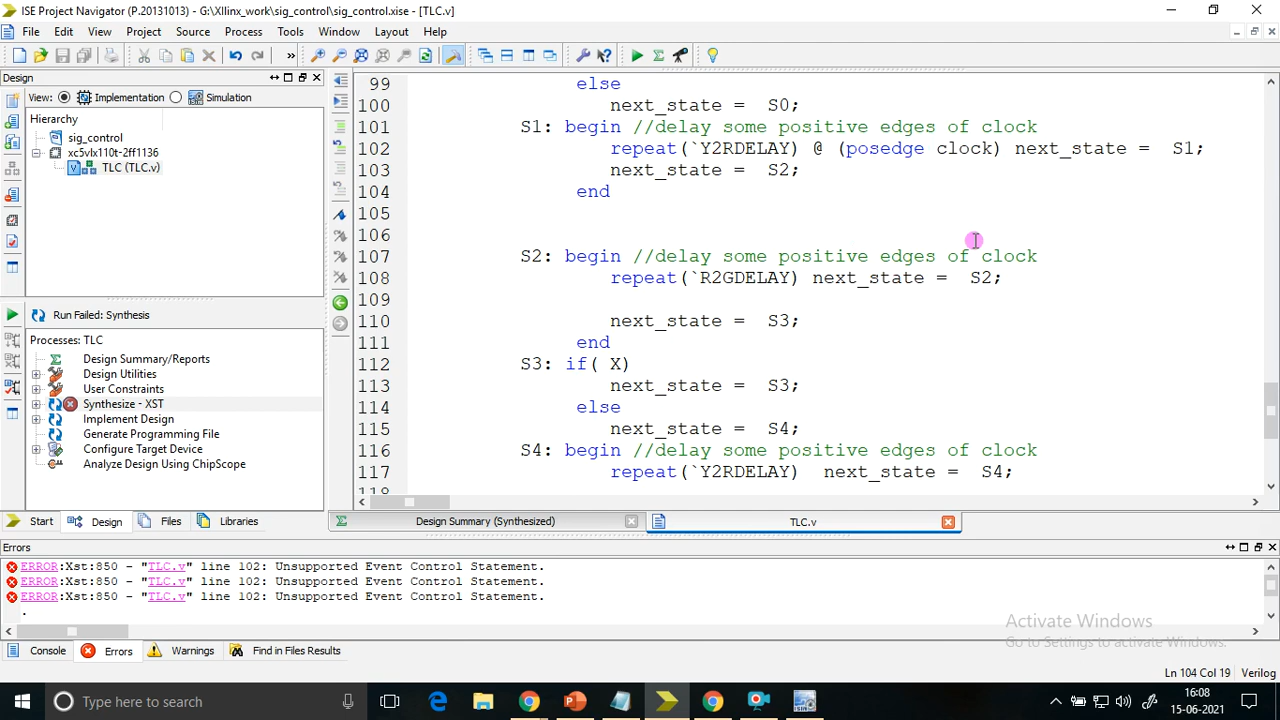 ISE Project Navigator (P.20131013) - G:\XIlinx_work\sig_control\sig_control.xise - [TLC.v]
File Edit View Project Source Process Tools Window Layout Help
»
Design
View: Implementation Simulation
Hierarchy
sig_control
xc5vlx110t-2ff1136
TLC (TLC.v)
Run Failed: Synthesis
Processes: TLC
Design Summary/Reports
Design Utilities
User Constraints
Synthesize - XST
Implement Design
Generate Programming File
Configure Target Device
Analyze Design Using ChipScope
Start Design Files Libraries
99 else
100 next_state = S0;
101 S1: begin //delay some positive edges of clock
102 repeat(`Y2RDELAY) @ (posedge clock) next_state = S1;
103 next_state = S2;
104 end
105
106
107 S2: begin //delay some positive edges of clock
108 repeat(`R2GDELAY) next_state = S2;
109
110 next_state = S3;
111 end
112 S3: if( X)
113 next_state = S3;
114 else
115 next_state = S4;
116 S4: begin //delay some positive edges of clock
117 repeat(`Y2RDELAY) next_state = S4;
118
Design Summary (Synthesized) TLC.v
Errors
ERROR:Xst:850 - "TLC.v" line 102: Unsupported Event Control Statement.
ERROR:Xst:850 - "TLC.v" line 102: Unsupported Event Control Statement.
ERROR:Xst:850 - "TLC.v" line 102: Unsupported Event Control Statement.
.
Activate Windows
Go to Settings to activate Windows.
Console Errors Warnings Find in Files Results
Ln 104 Col 19 Verilog
Type here to search
16:08
15-06-2021